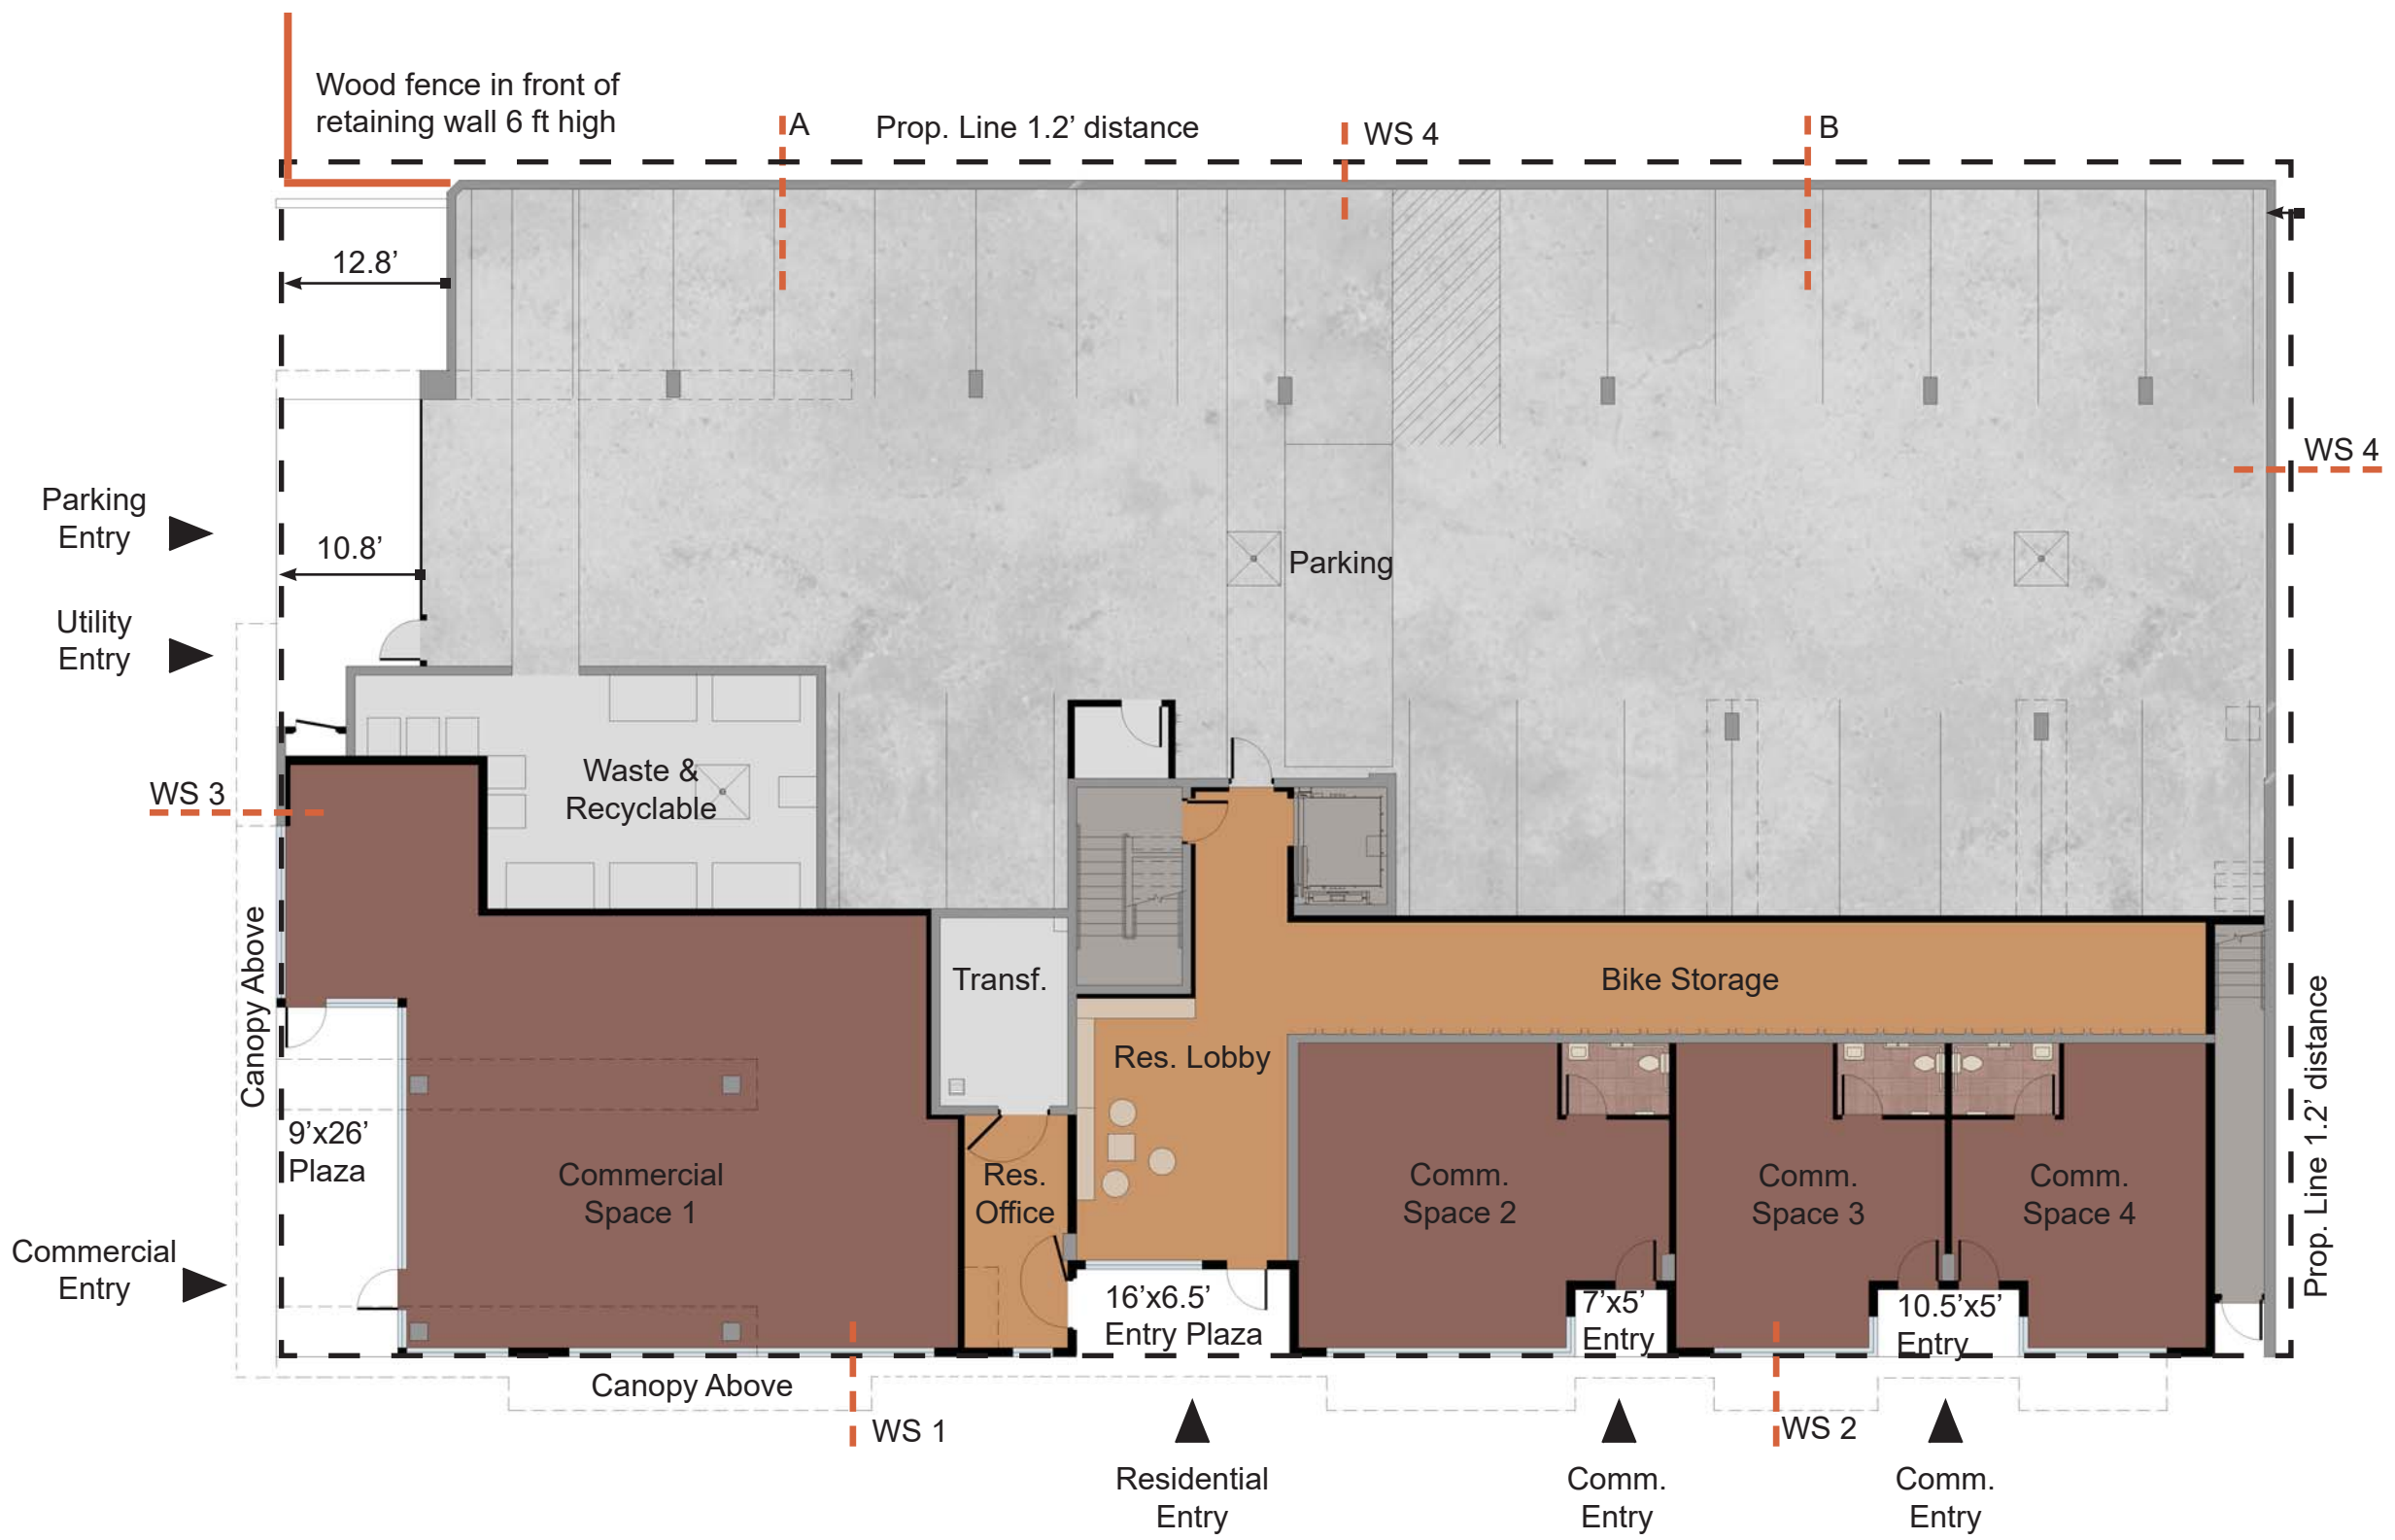 Wood fence in front of
retaining wall 6 ft high
A
Prop. Line 1.2’ distance
WS 4
B
12.8’
WS 4
Parking
Entry
10.8’
Parking
Utility
Entry
Waste &
Recyclable
WS 3
Canopy Above
Transf.
Bike Storage
Res. Lobby
Prop. Line 1.2’ distance
9’x26’
Plaza
Commercial
Space 1
Res.
Office
Comm.
Space 2
Comm.
Space 3
Comm.
Space 4
Commercial
Entry
16’x6.5’
Entry Plaza
7’x5’
Entry
10.5’x5’
Entry
Canopy Above
WS 1
WS 2
Residential
Entry
Comm.
Entry
Comm.
Entry